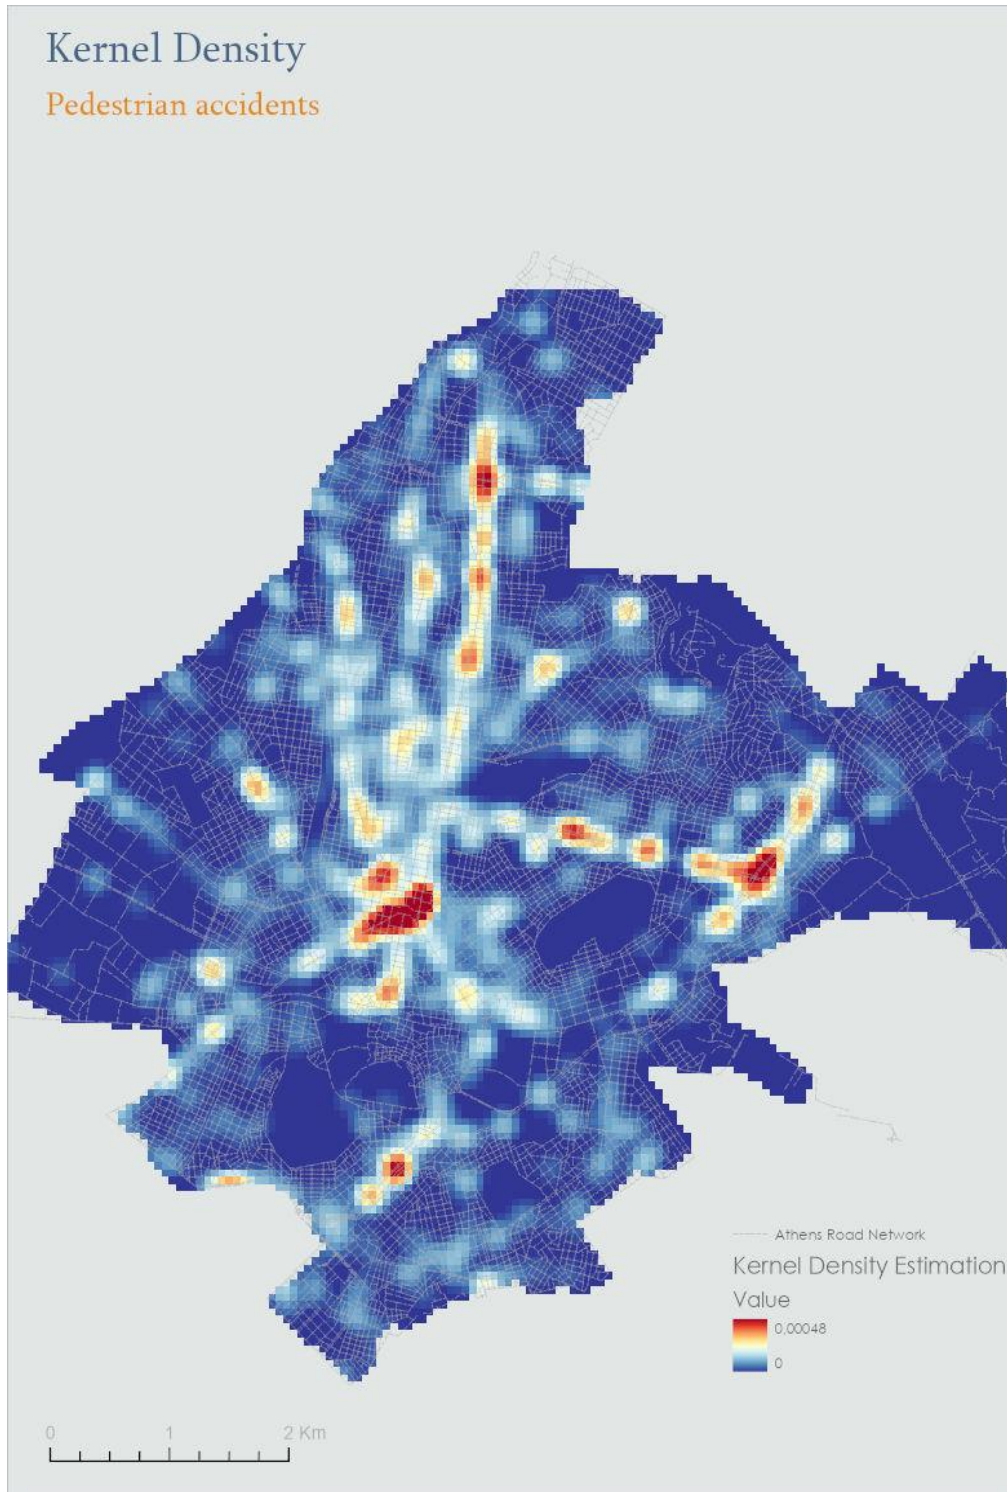 Kernel Density
Pedestrian accidents
Athens Road Network
Kernel Density Estimation
Value
0,00048
0
0 1 2 Km